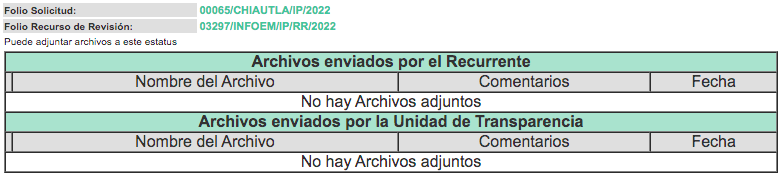 Folio Solicitud: 00065/CHIAUTLA/IP/2022
Folio Recurso de Revisión: 03297/INFOEM/IP/RR/2022
Puede adjuntar archivos a este estatus
Archivos enviados por el Recurrente
Nombre del Archivo Comentarios Fecha
No hay Archivos adjuntos
Archivos enviados por la Unidad de Transparencia
Nombre del Archivo Comentarios Fecha
No hay Archivos adjuntos